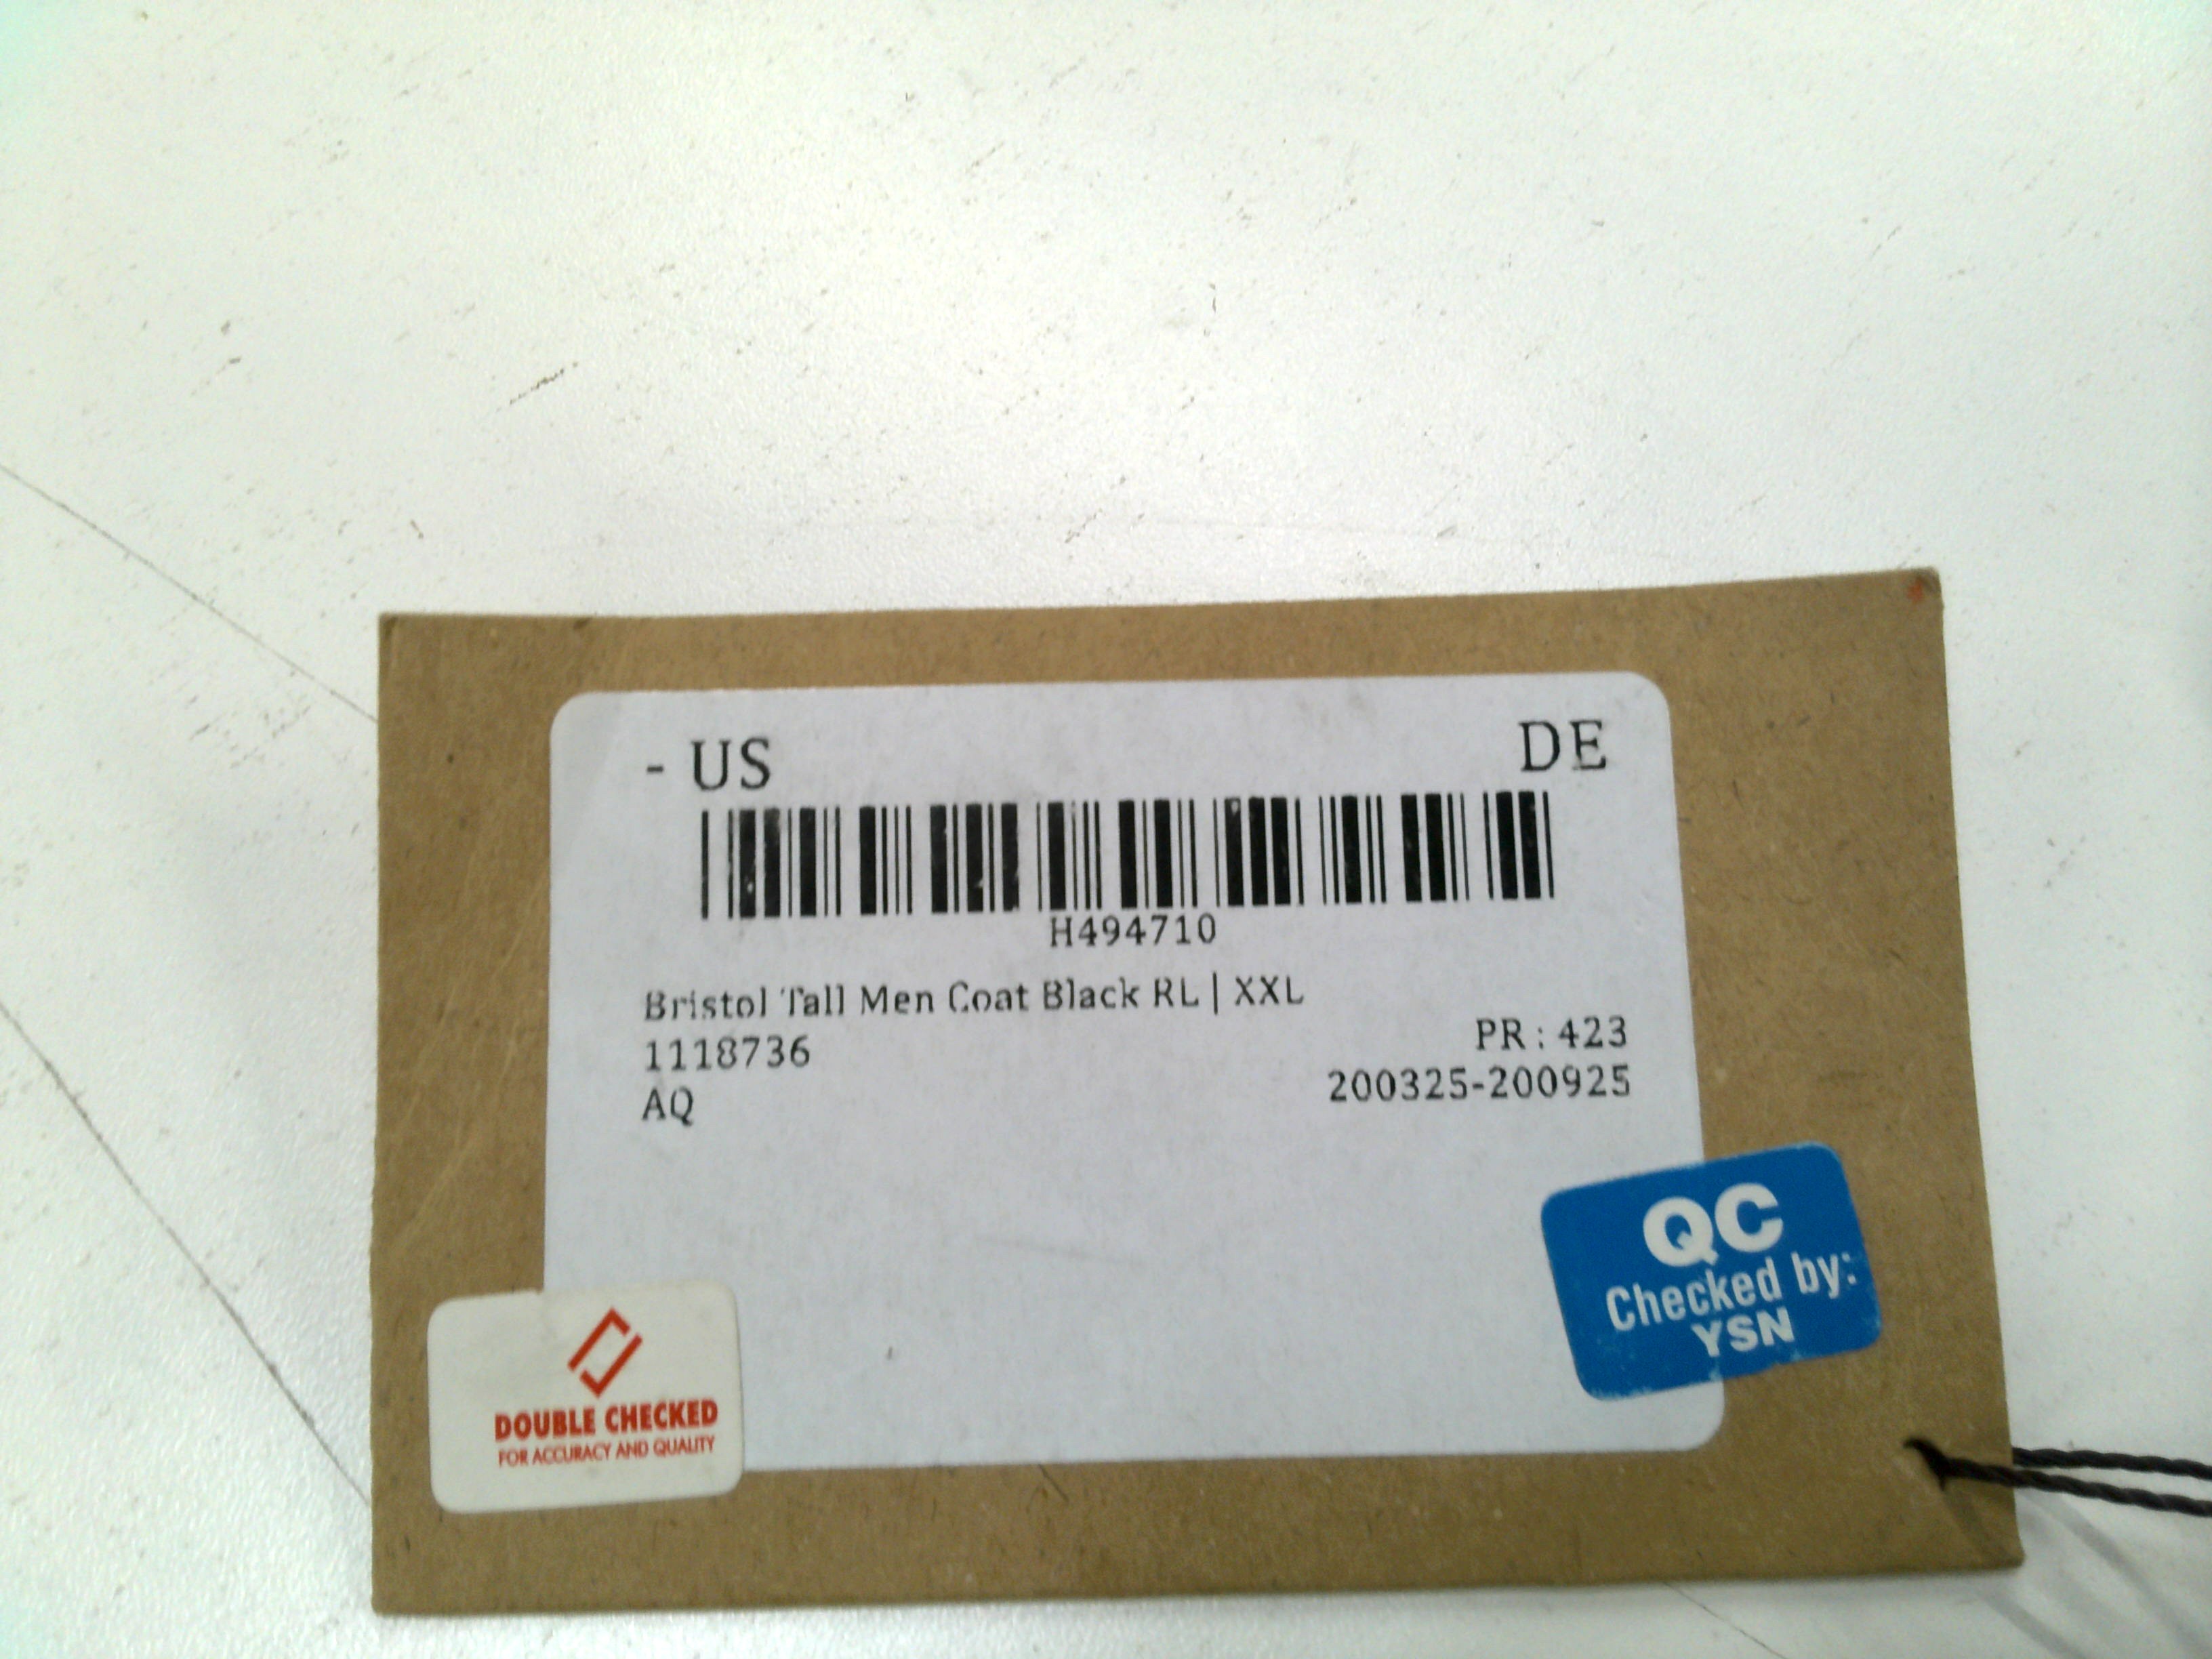 - US DE
H494710
Bristol Tall Men Coat Black RL | XXL
1118736
PR : 423
AQ
200325-200925
QC
Checked by:
YSN
DOUBLE CHECKED
FOR ACCURACY AND QUALITY